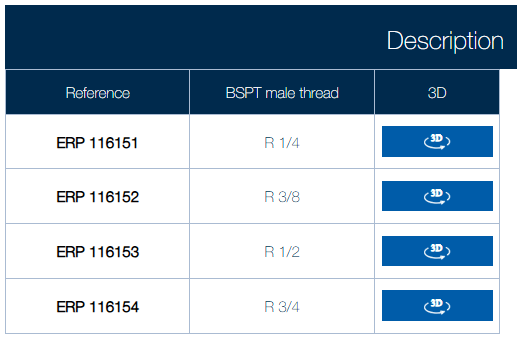 Description
Reference BSPT male thread 3D
ERP 116151 R 1/4 3D
ERP 116152 R 3/8 3D
ERP 116153 R 1/2 3D
ERP 116154 R 3/4 3D